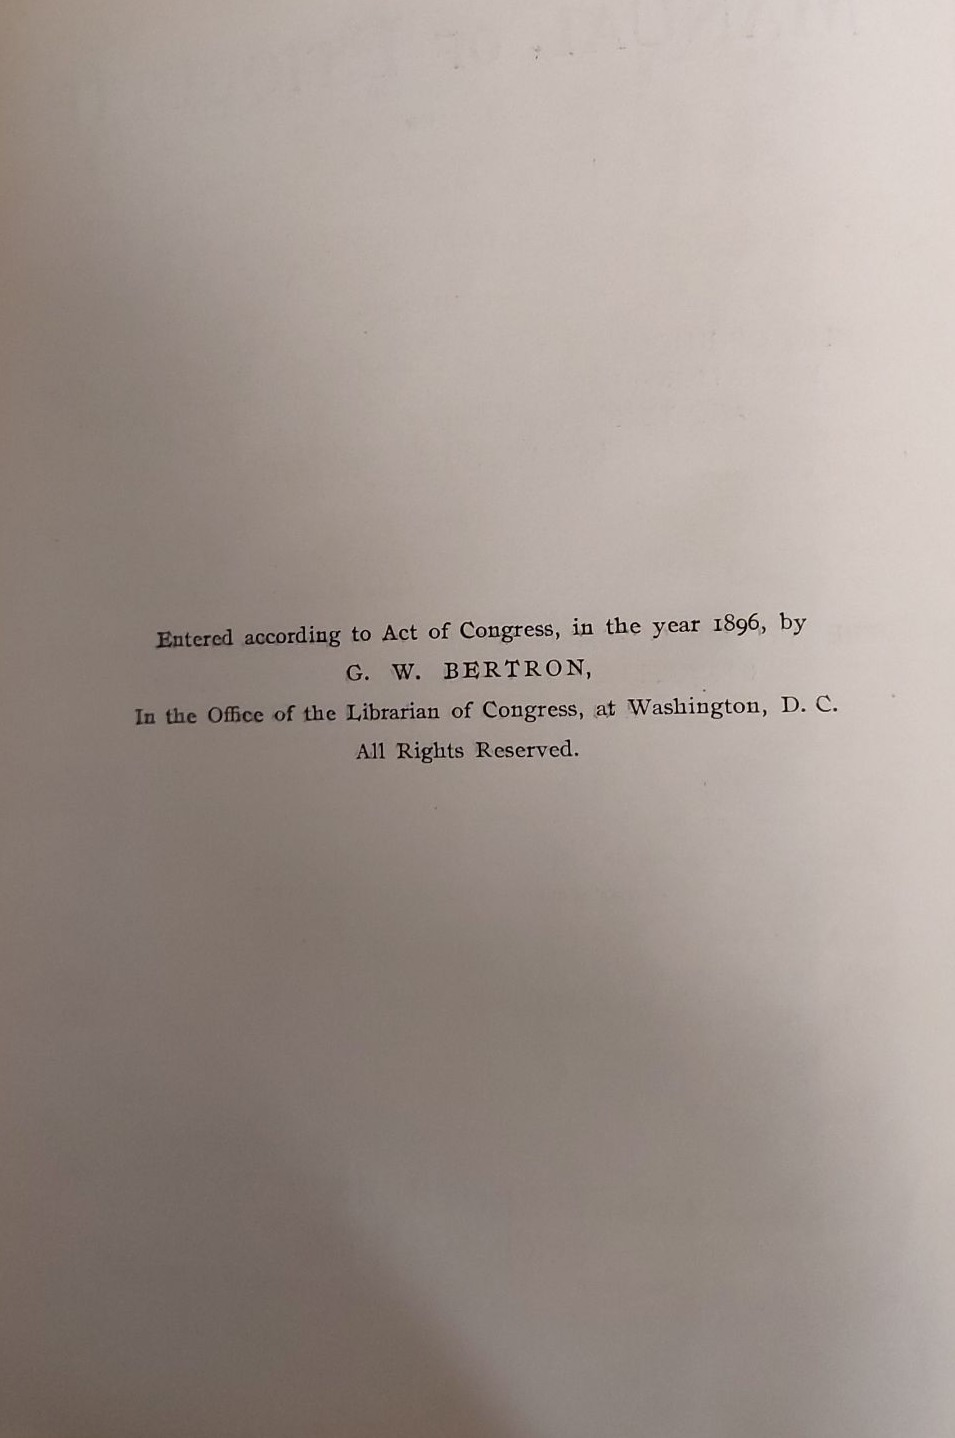 Entered according to Act of Congress, in the year 1896, by
G. W. BERTRON,
In the Office of the Librarian of Congress, at Washington, D. C.
All Rights Reserved.